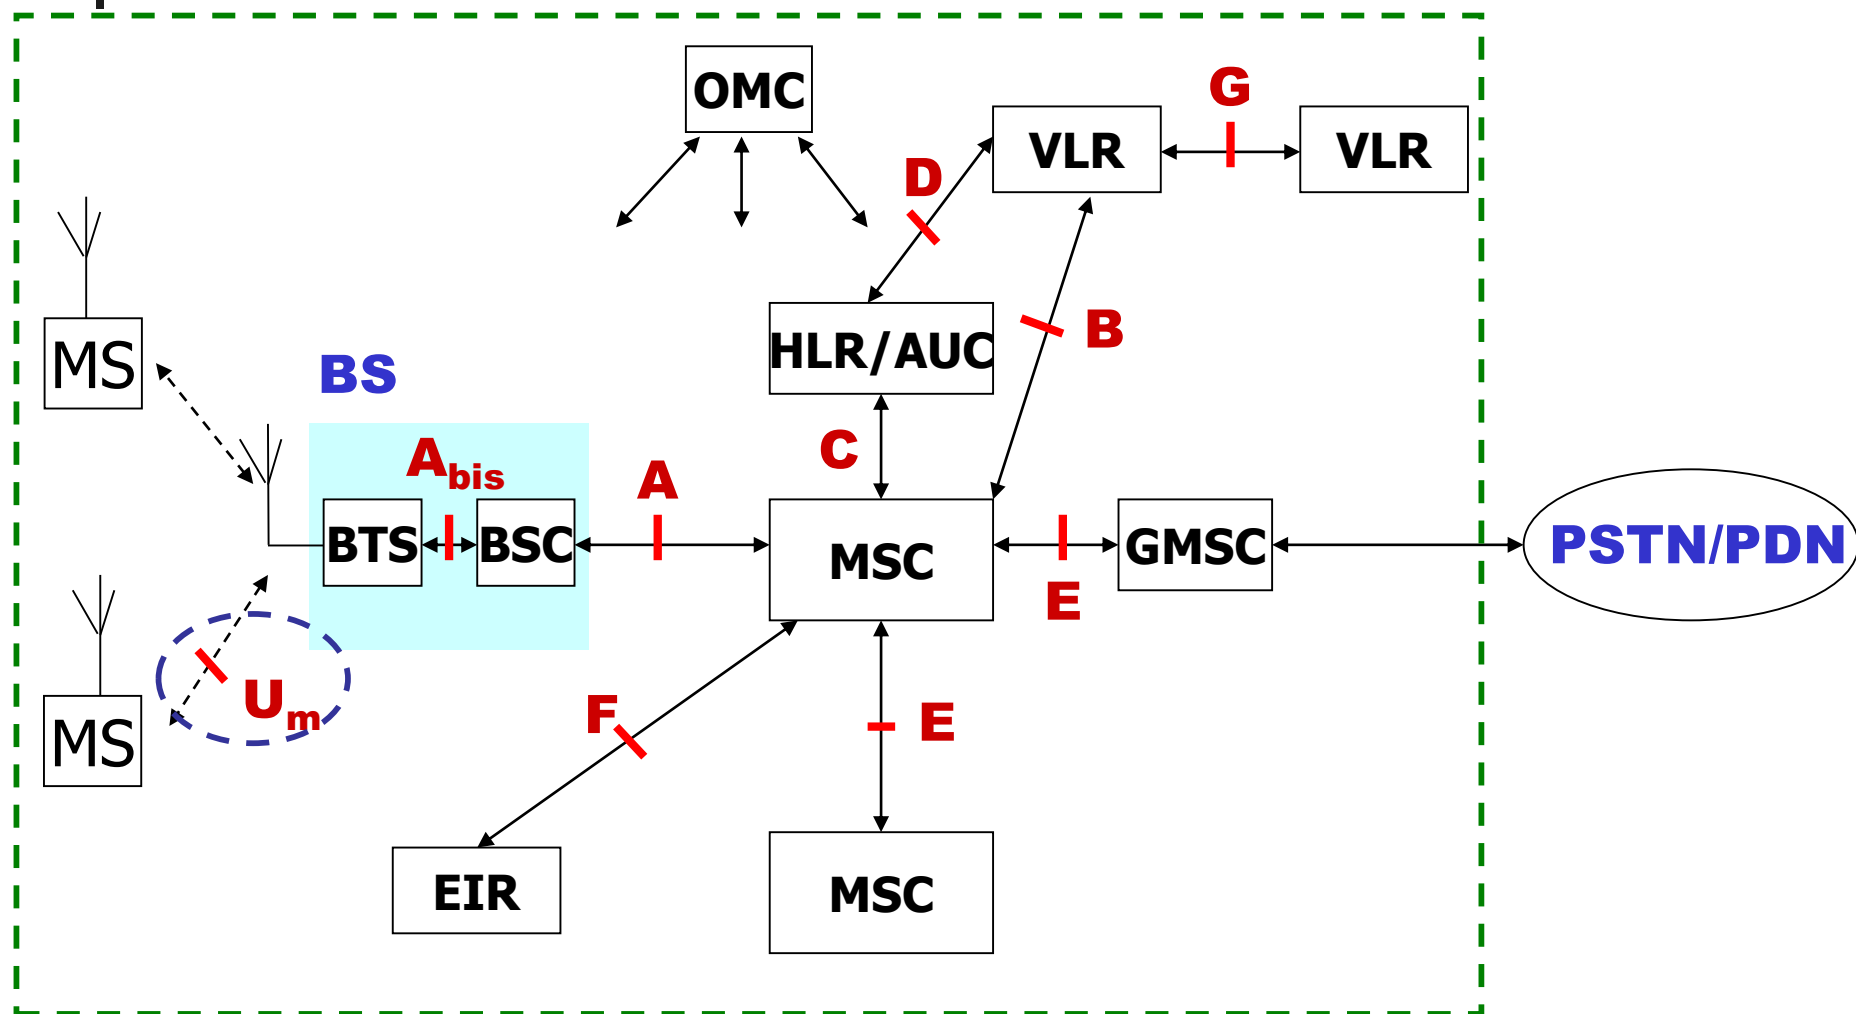 OMC
G
VLR
VLR
D
MS
HLR/AUC
B
BS
C
Abis
A
BTS
BSC
MSC
E
GMSC
PSTN/PDN
MS
Um
F
E
EIR
MSC